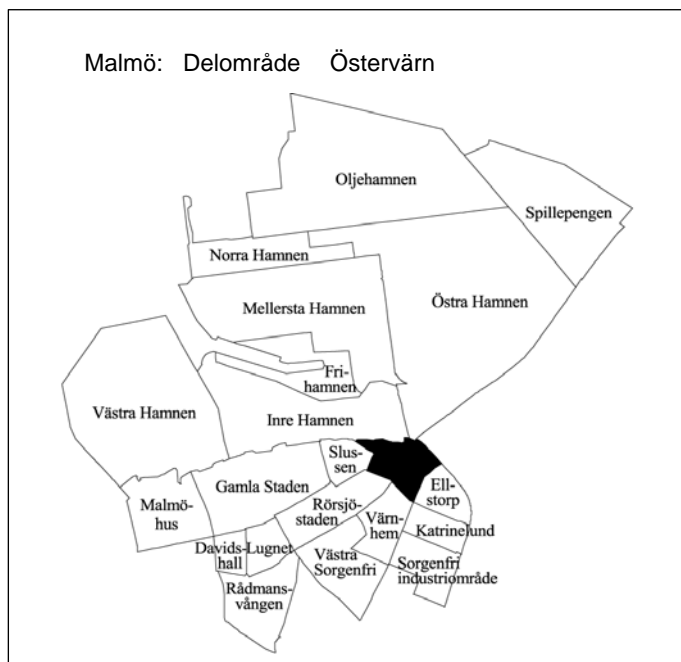 Malmö: Delområde Östervärn
Oljehamnen
Spillepengen
Norra Hamnen
Mellersta Hamnen
Östra Hamnen
Fri-
hamnen
Västra Hamnen
Inre Hamnen
Slus-
sen
Gamla Staden
Ell-
storp
Malmö-
hus
Rörsjö-
staden
Värn-
hem
Katrinelund
Davids-
hall
Lugnet
Västra
Sorgenfri
Sorgenfri
industriområde
Rådmans-
vången